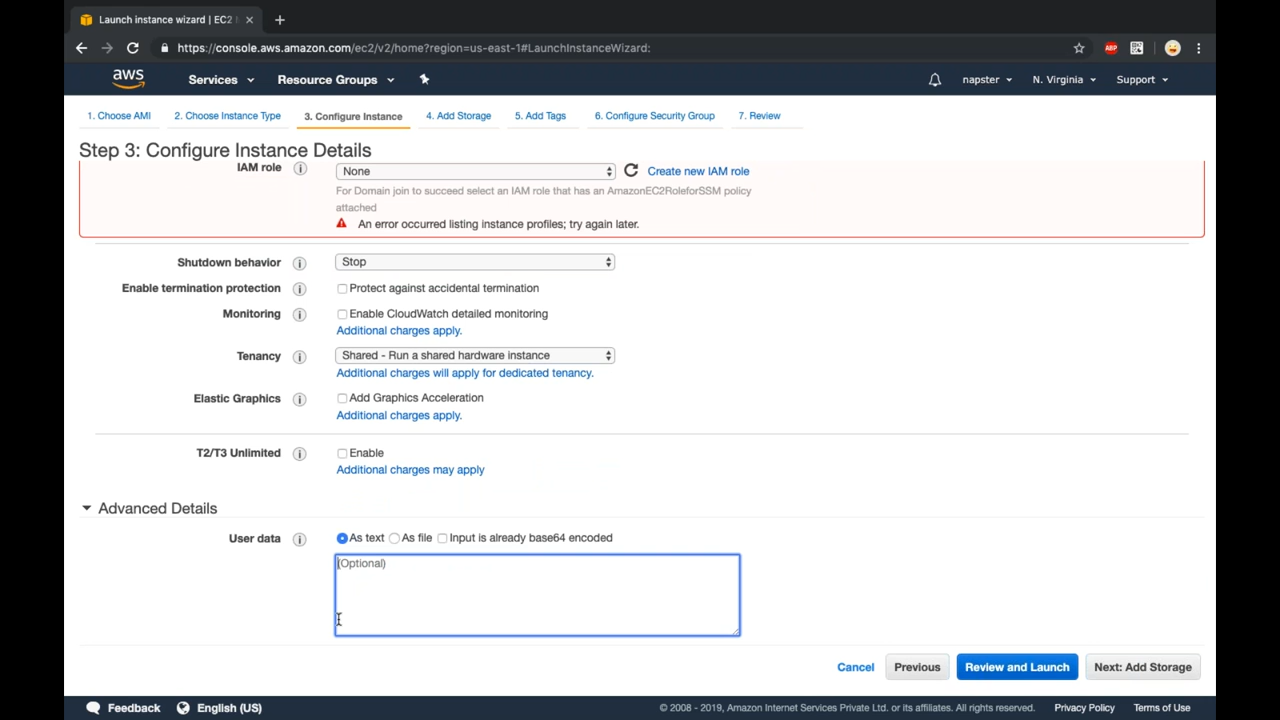 Launch instance wizard | EC2
https://console.aws.amazon.com/ec2/v2/home?region=us-east-1#LaunchInstanceWizard:
ABP
aws
Services
Resource Groups
napster
N. Virginia
Support
1. Choose AMI
2. Choose Instance Type
3. Configure Instance
4. Add Storage
5. Add Tags
6. Configure Security Group
7. Review
Step 3: Configure Instance Details
IAM role
None
Create new IAM role
For Domain join to succeed select an IAM role that has an AmazonEC2RoleforSSM policy
attached
An error occurred listing instance profiles; try again later.
Shutdown behavior
Stop
Enable termination protection
Protect against accidental termination
Monitoring
Enable CloudWatch detailed monitoring
Additional charges apply.
Tenancy
Shared - Run a shared hardware instance
Additional charges will apply for dedicated tenancy.
Elastic Graphics
Add Graphics Acceleration
Additional charges apply.
T2/T3 Unlimited
Enable
Additional charges may apply
Advanced Details
User data
As text
As file
Input is already base64 encoded
(Optional)
Cancel
Previous
Review and Launch
Next: Add Storage
Feedback
English (US)
© 2008 - 2019, Amazon Internet Services Private Ltd. or its affiliates. All rights reserved.
Privacy Policy
Terms of Use